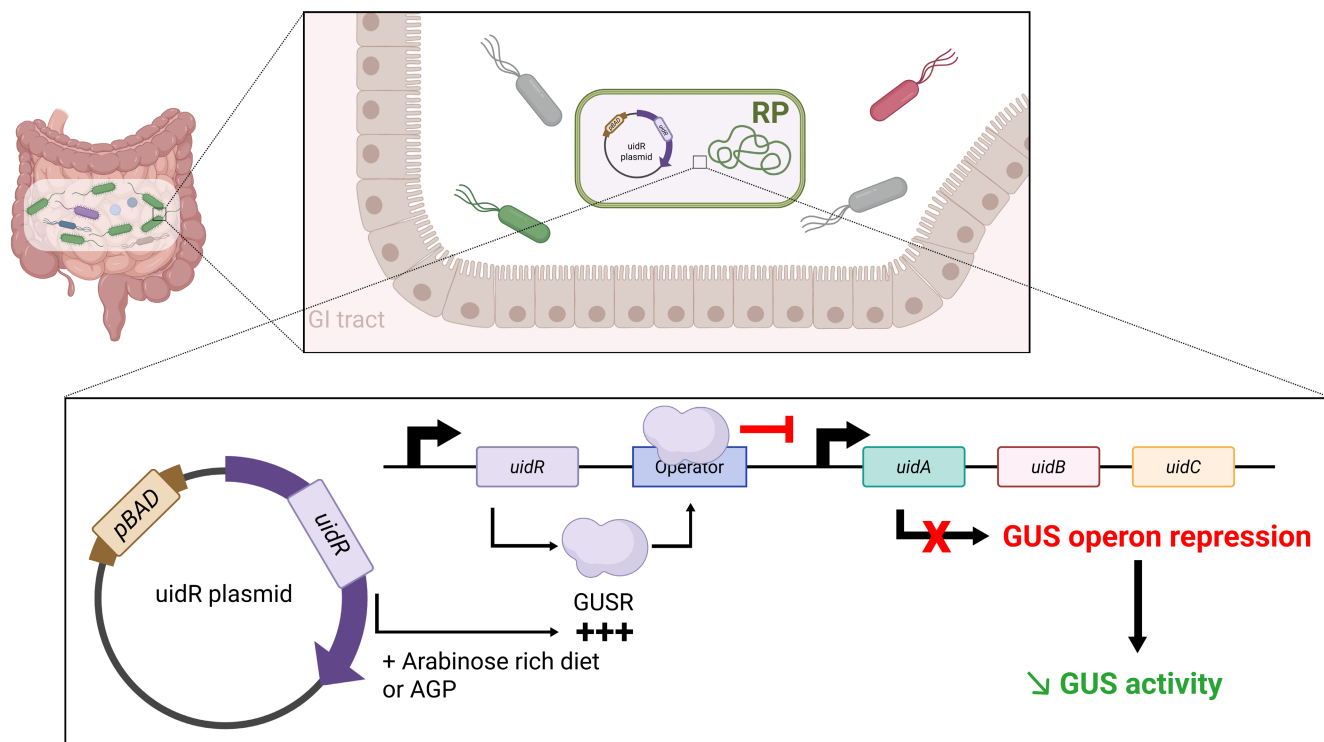 RP
pBAD
uidR
uidR
plasmid
GI tract
uidR
Operator
uidA
uidB
uidC
pBAD
uidR
uidR plasmid
GUS operon repression
GUSR
+++
+ Arabinose rich diet
or AGP
↘ GUS activity